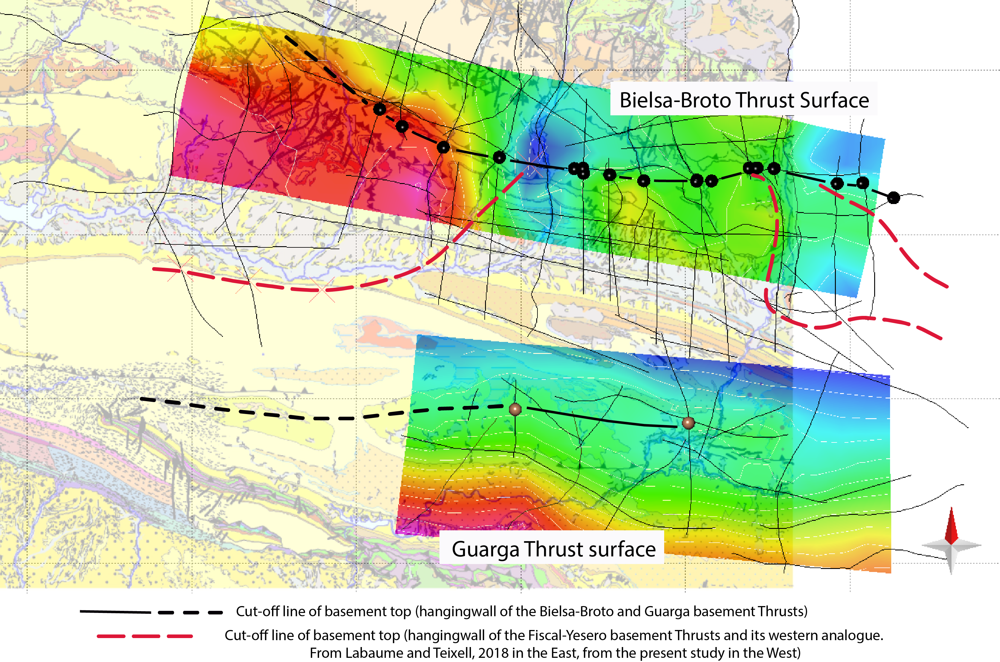 Bielsa-Broto Thrust Surface
Guarga Thrust surface
Cut-off line of basement top (hangingwall of the Bielsa-Broto and Guarga basement Thrusts)
Cut-off line of basement top (hangingwall of the Fiscal-Yesero basement Thrusts and its western analogue.
From Labaume and Teixell, 2018 in the East, from the present study in the West)